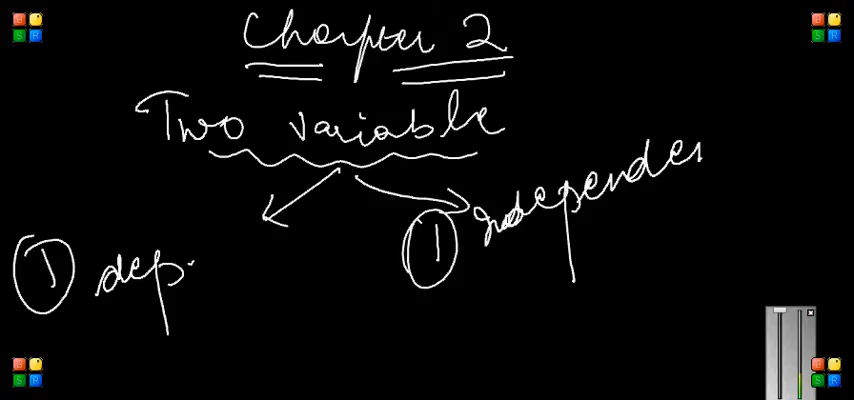 Chapter 2
Two variable
① dep.
① Independen
B
S R
B
S R
B
S R
B
S R